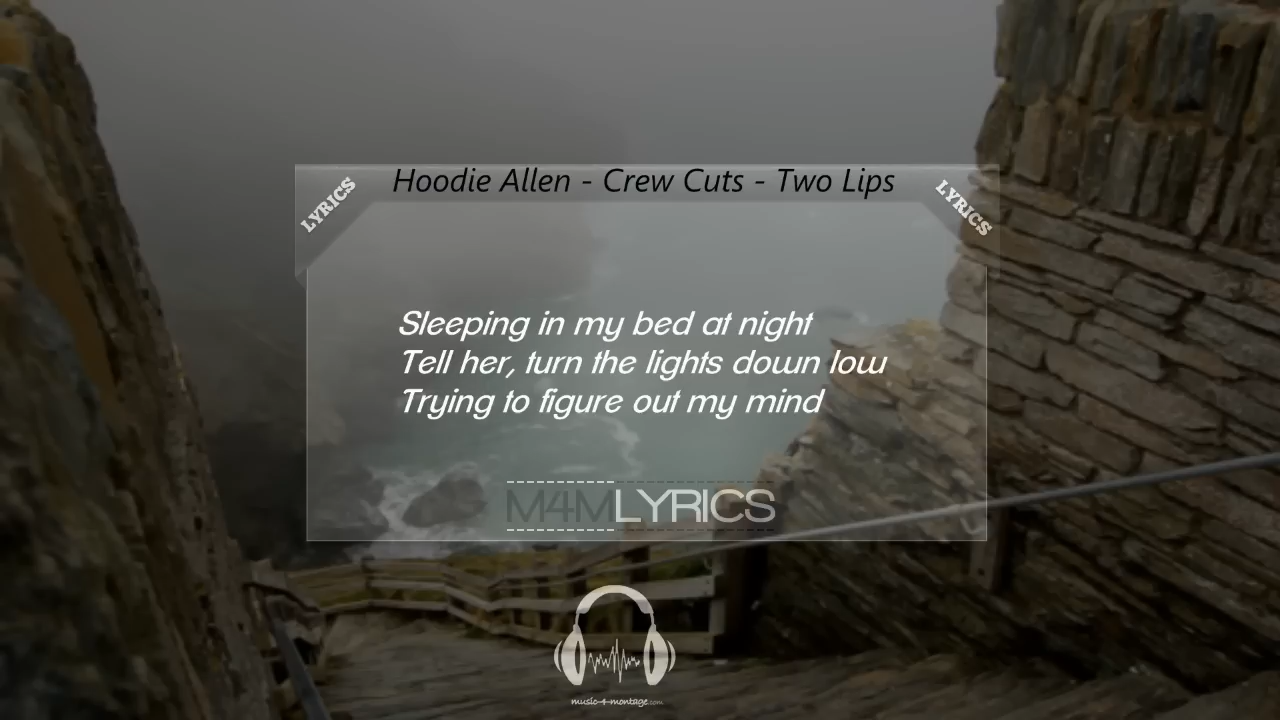 Hoodie Allen - Crew Cuts - Two Lips
LYRICS
LYRICS
Sleeping in my bed at night
Tell her, turn the lights down low
Trying to figure out my mind
M4MLYRICS
music-4-montage.com